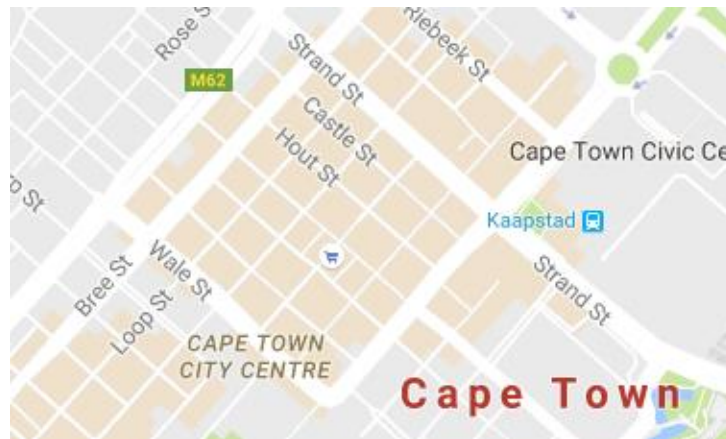 Rose St
Riebeek St
Strand St
M62
Castle St
Hout St
Cape Town Civic Ce
Kaapstad
Wale St
Bree St
Strand St
Loop St
CAPE TOWN
CITY CENTRE
Cape Town